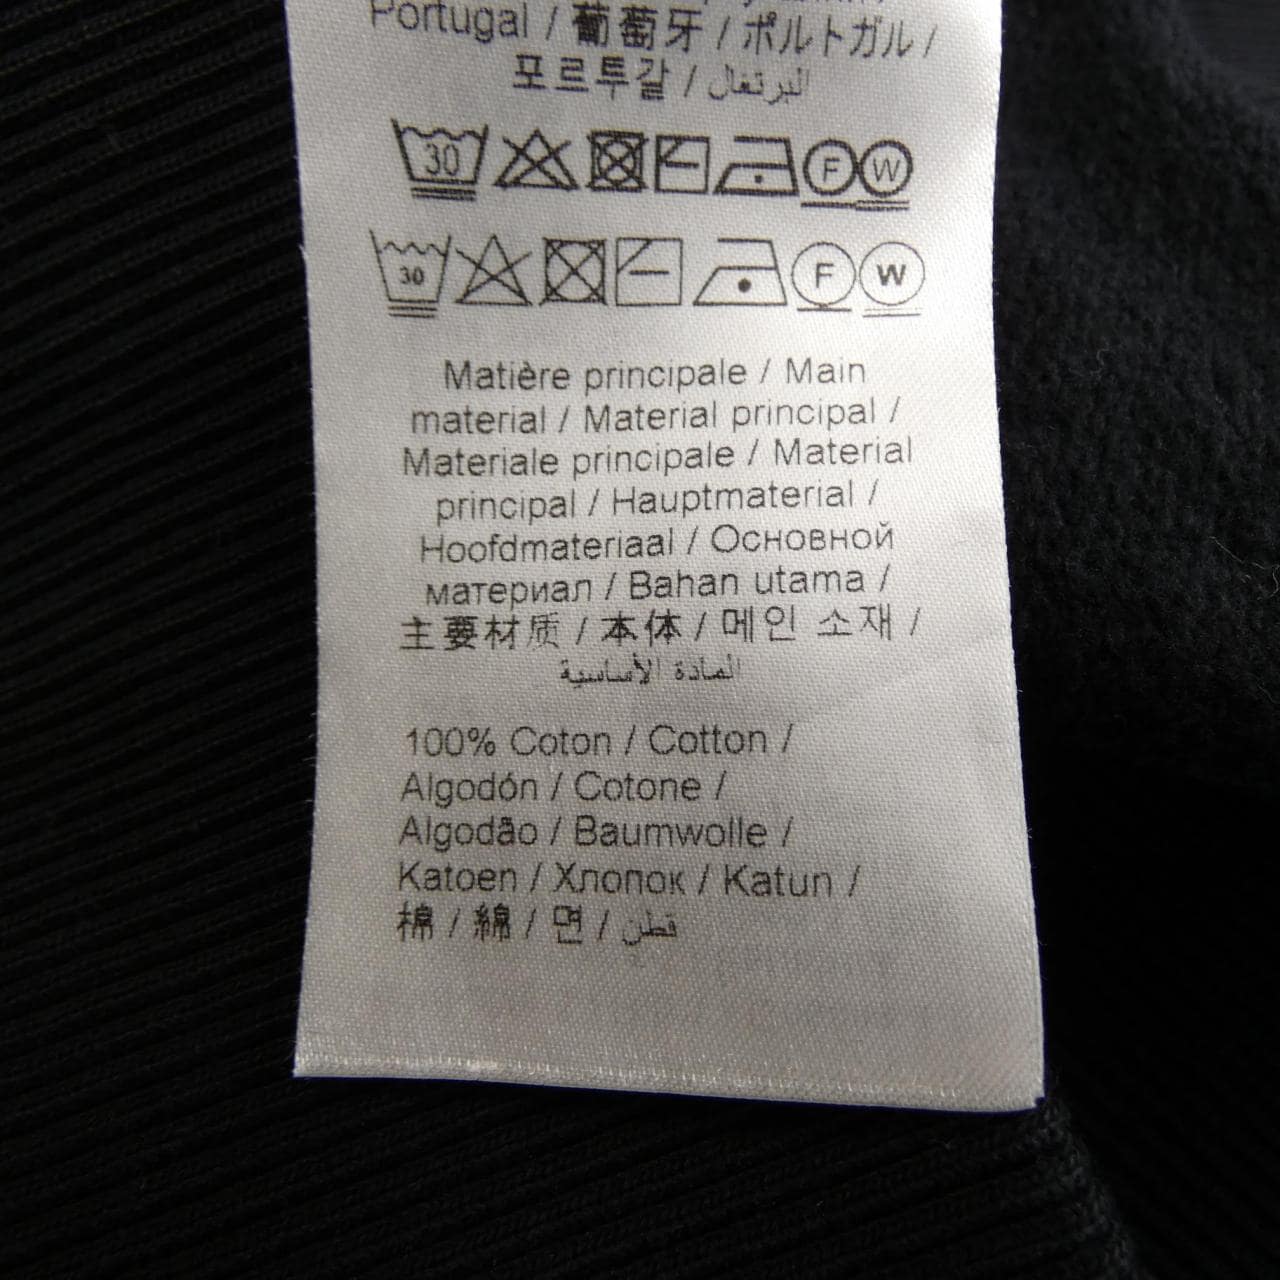 Portugal / 葡萄牙 / ポルトガル /
포르투갈 / البرتغال
30 F W
30 F W
Matière principale / Main
material / Material principal /
Materiale principale / Material
principal / Hauptmaterial /
Hoofdmateriaal / Основной
материал / Bahan utama /
主要材质 / 本体 / 메인 소재 /
المادة الأساسية
100% Coton / Cotton /
Algodón / Cotone /
Algodão / Baumwolle /
Katoen / Хлопок / Katun /
棉 / 綿 / 면 / قطن